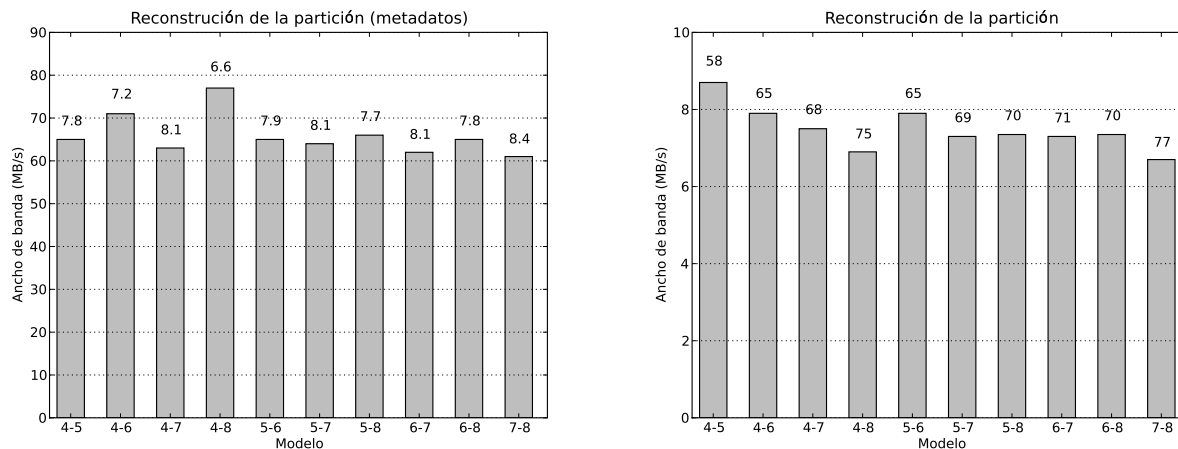 Reconstrución de la partición (metadatos)
Ancho de banda (MB/s)
90
80
70
60
50
40
30
20
10
0
7.8 7.2 8.1 6.6 7.9 8.1 7.7 8.1 7.8 8.4
4-5 4-6 4-7 4-8 5-6 5-7 5-8 6-7 6-8 7-8
Modelo
Reconstrución de la partición
Ancho de banda (MB/s)
10
8
6
4
2
0
58 65 68 75 65 69 70 71 70 77
4-5 4-6 4-7 4-8 5-6 5-7 5-8 6-7 6-8 7-8
Modelo